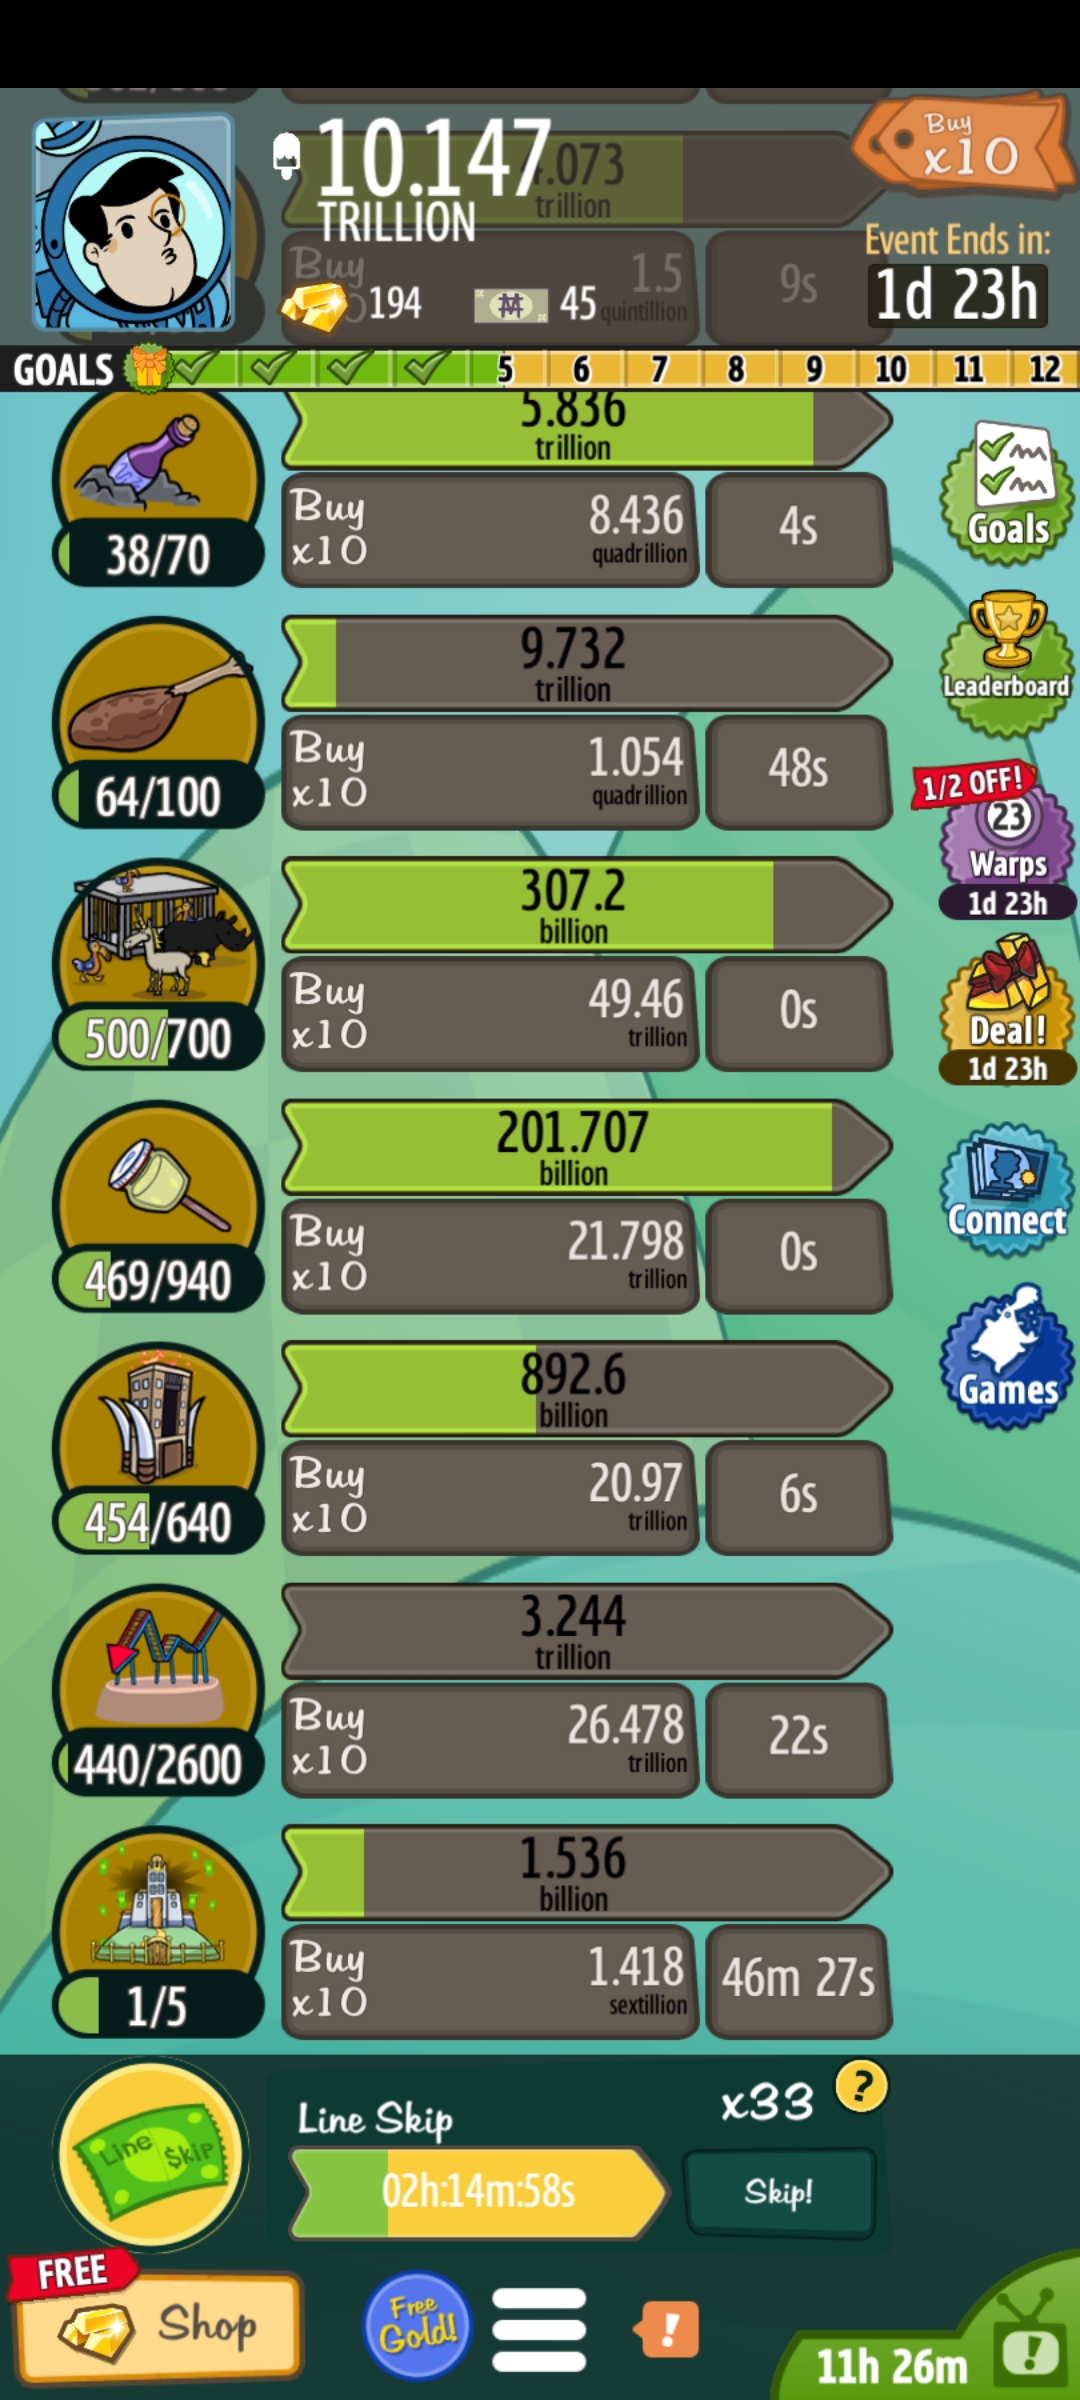 10.147
TRILLION
.073
trillion
Buy
x10
Buy
1.5
quintillion
9s
194
45
Event Ends in:
1d 23h
GOALS
5 6 7 8 9 10 11 12
5.836
trillion
38/70
Buy
x10
8.436
quadrillion
4s
Goals
9.732
trillion
64/100
Buy
x10
1.054
quadrillion
48s
Leaderboard
1/2 OFF!
23
Warps
1d 23h
307.2
billion
500/700
Buy
x10
49.46
trillion
0s
Deal!
1d 23h
201.707
billion
469/940
Buy
x10
21.798
trillion
0s
Connect
892.6
billion
454/640
Buy
x10
20.97
trillion
6s
Games
3.244
trillion
440/2600
Buy
x10
26.478
trillion
22s
1.536
billion
1/5
Buy
x10
1.418
sextillion
46m 27s
Line $kip
Line Skip
x33
?
02h:14m:58s
Skip!
FREE
Shop
Free
Gold!
!
11h 26m
!